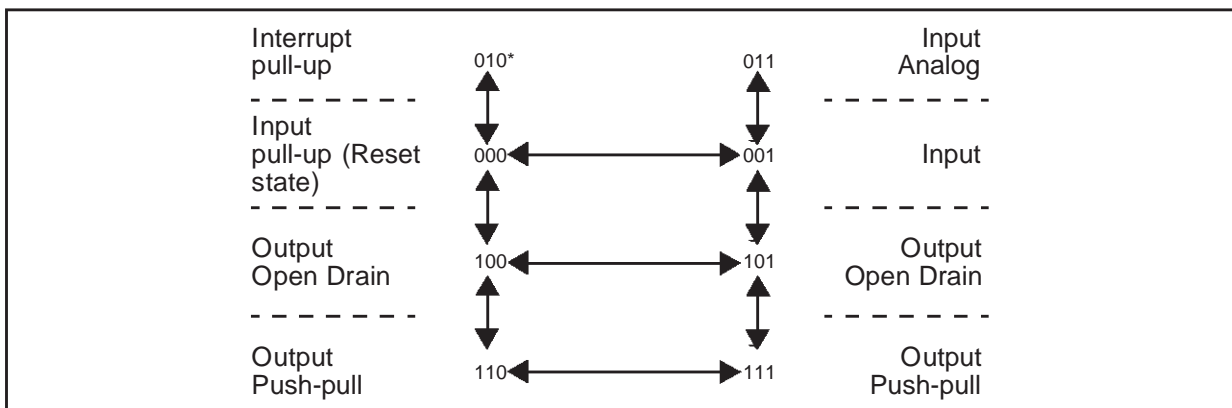 Interrupt
pull-up
010*
011
Input
Analog
Input
pull-up (Reset
state)
000
001
Input
Output
Open Drain
100
101
Output
Open Drain
Output
Push-pull
110
111
Output
Push-pull